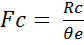 Fc = Rc/θe